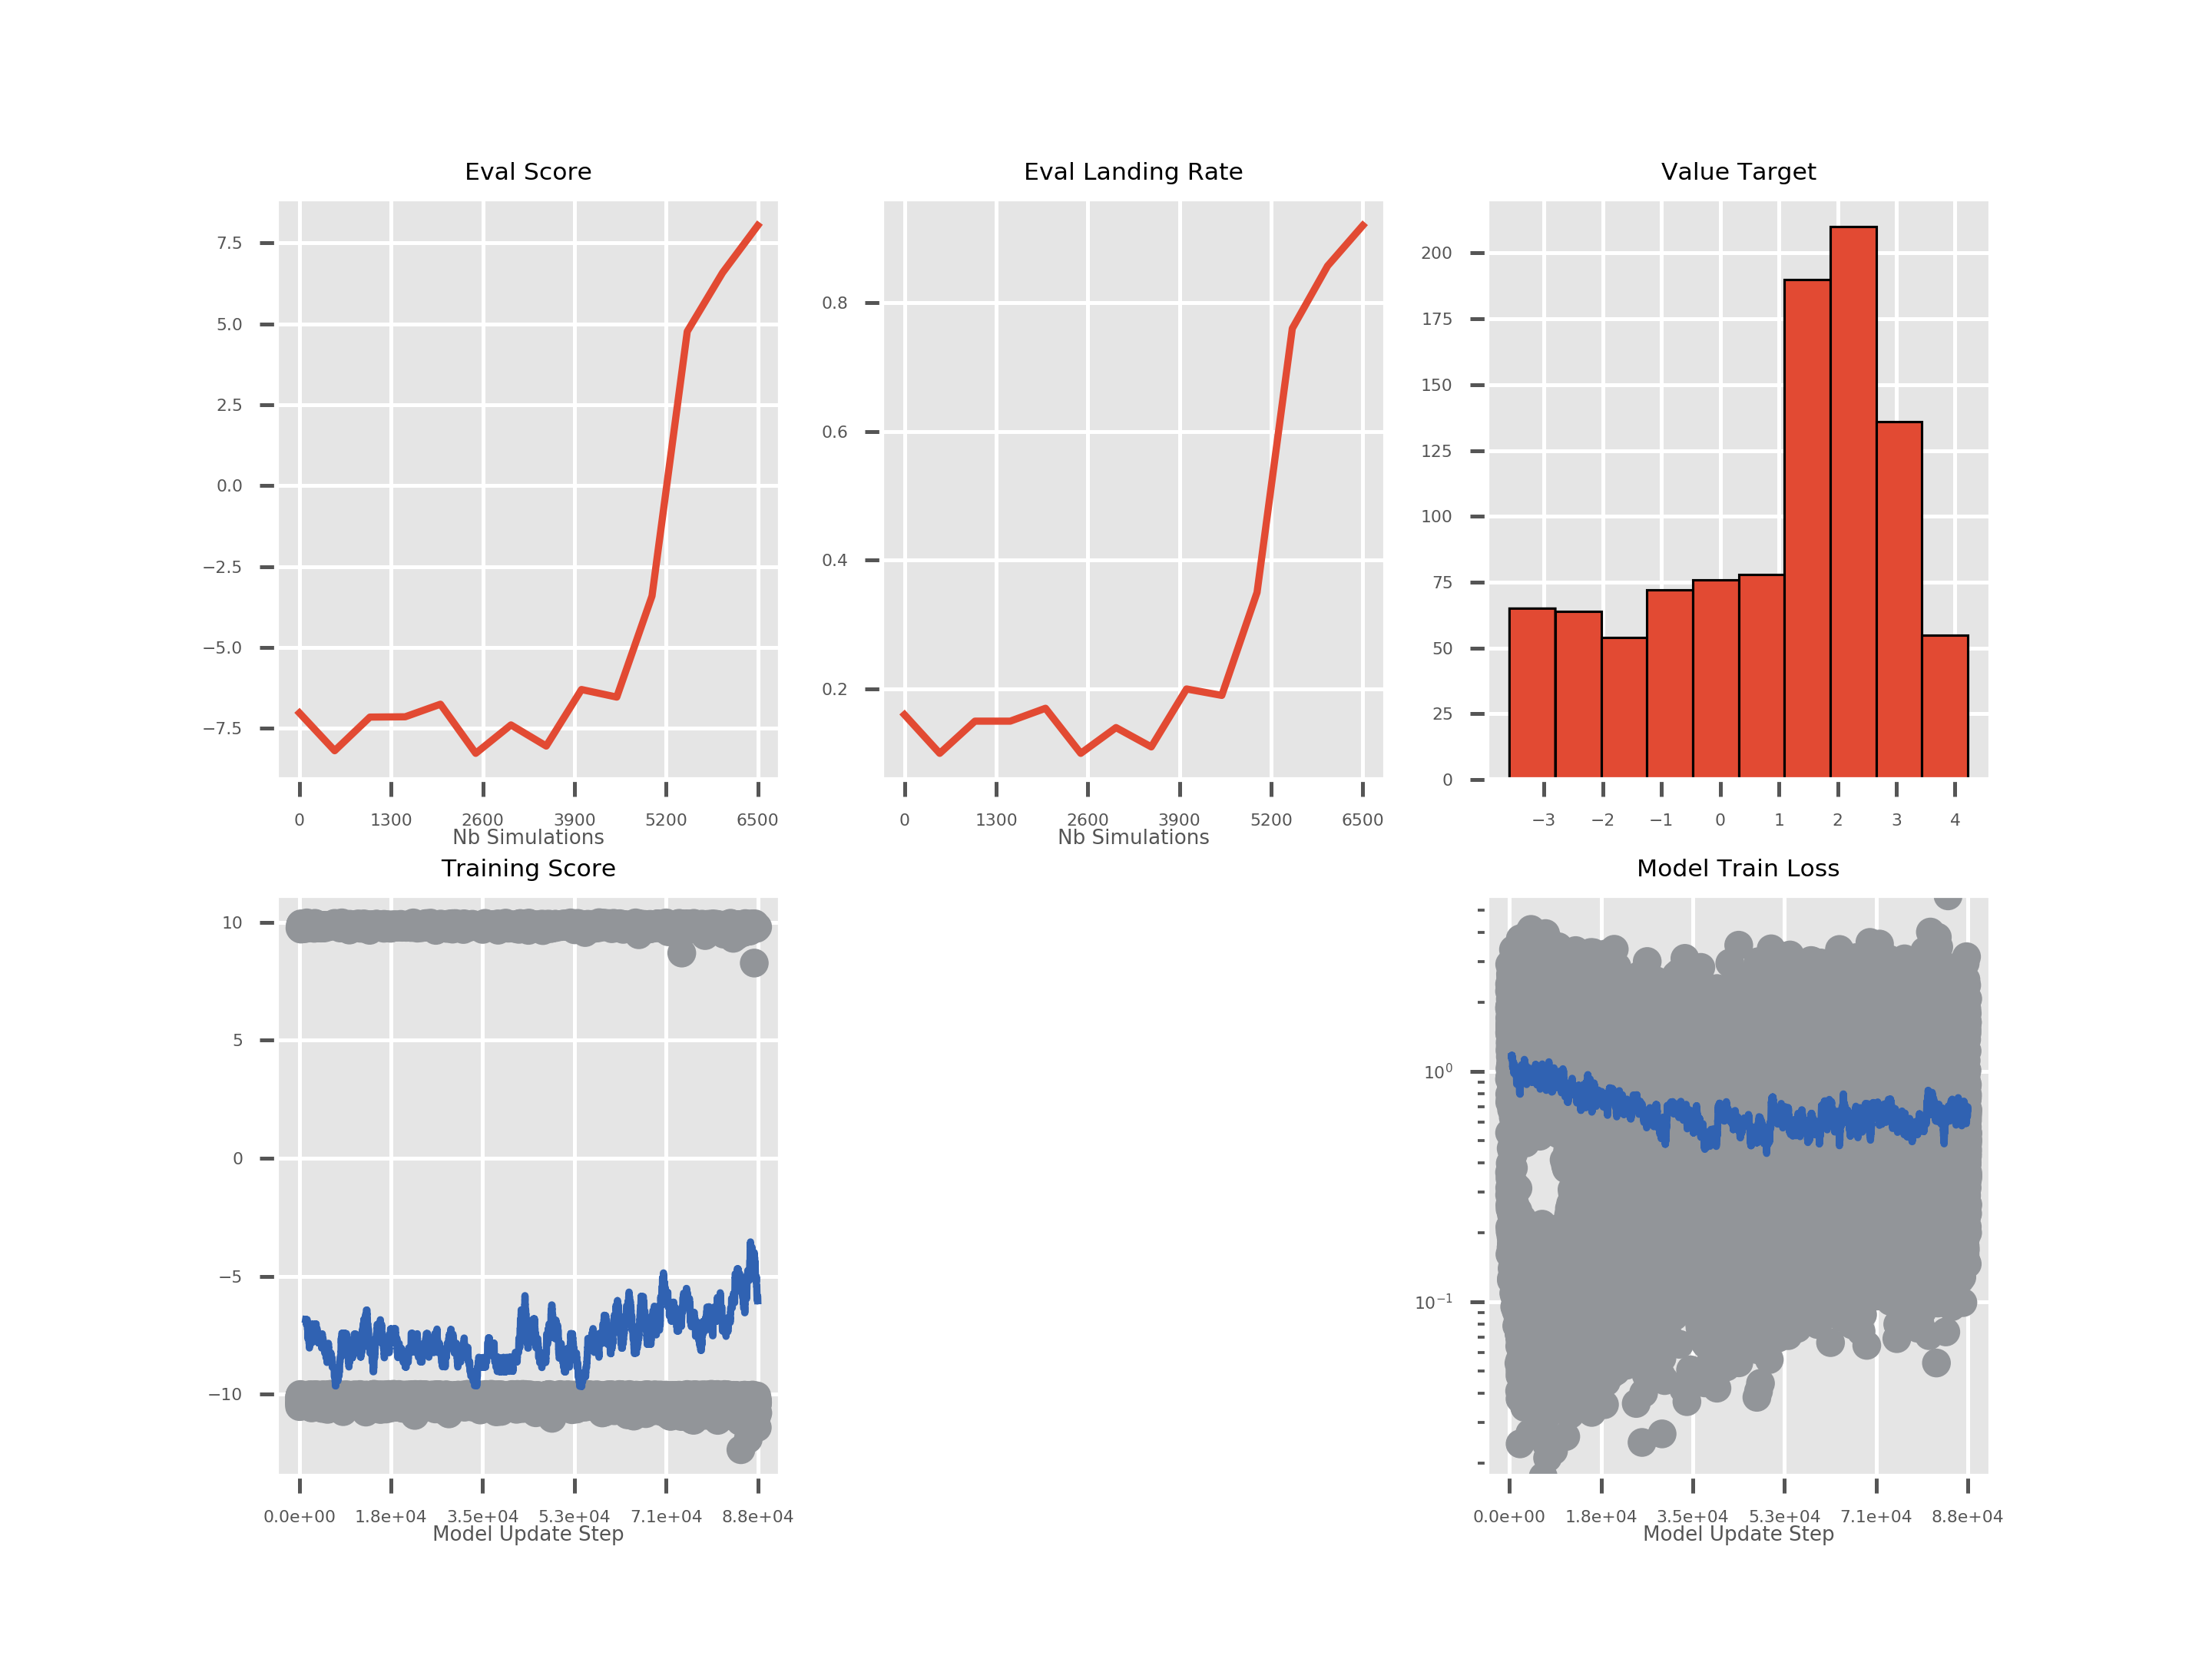 Eval Score
7.5
5.0
2.5
0.0
−2.5
−5.0
−7.5
0 1300 2600 3900 5200 6500
Nb Simulations
Eval Landing Rate
0.8
0.6
0.4
0.2
0 1300 2600 3900 5200 6500
Nb Simulations
Value Target
200
175
150
125
100
75
50
25
0
−3 −2 −1 0 1 2 3 4
Training Score
10
5
0
−5
−10
0.0e+00 1.8e+04 3.5e+04 5.3e+04 7.1e+04 8.8e+04
Model Update Step
Model Train Loss
10⁰
10⁻¹
0.0e+00 1.8e+04 3.5e+04 5.3e+04 7.1e+04 8.8e+04
Model Update Step